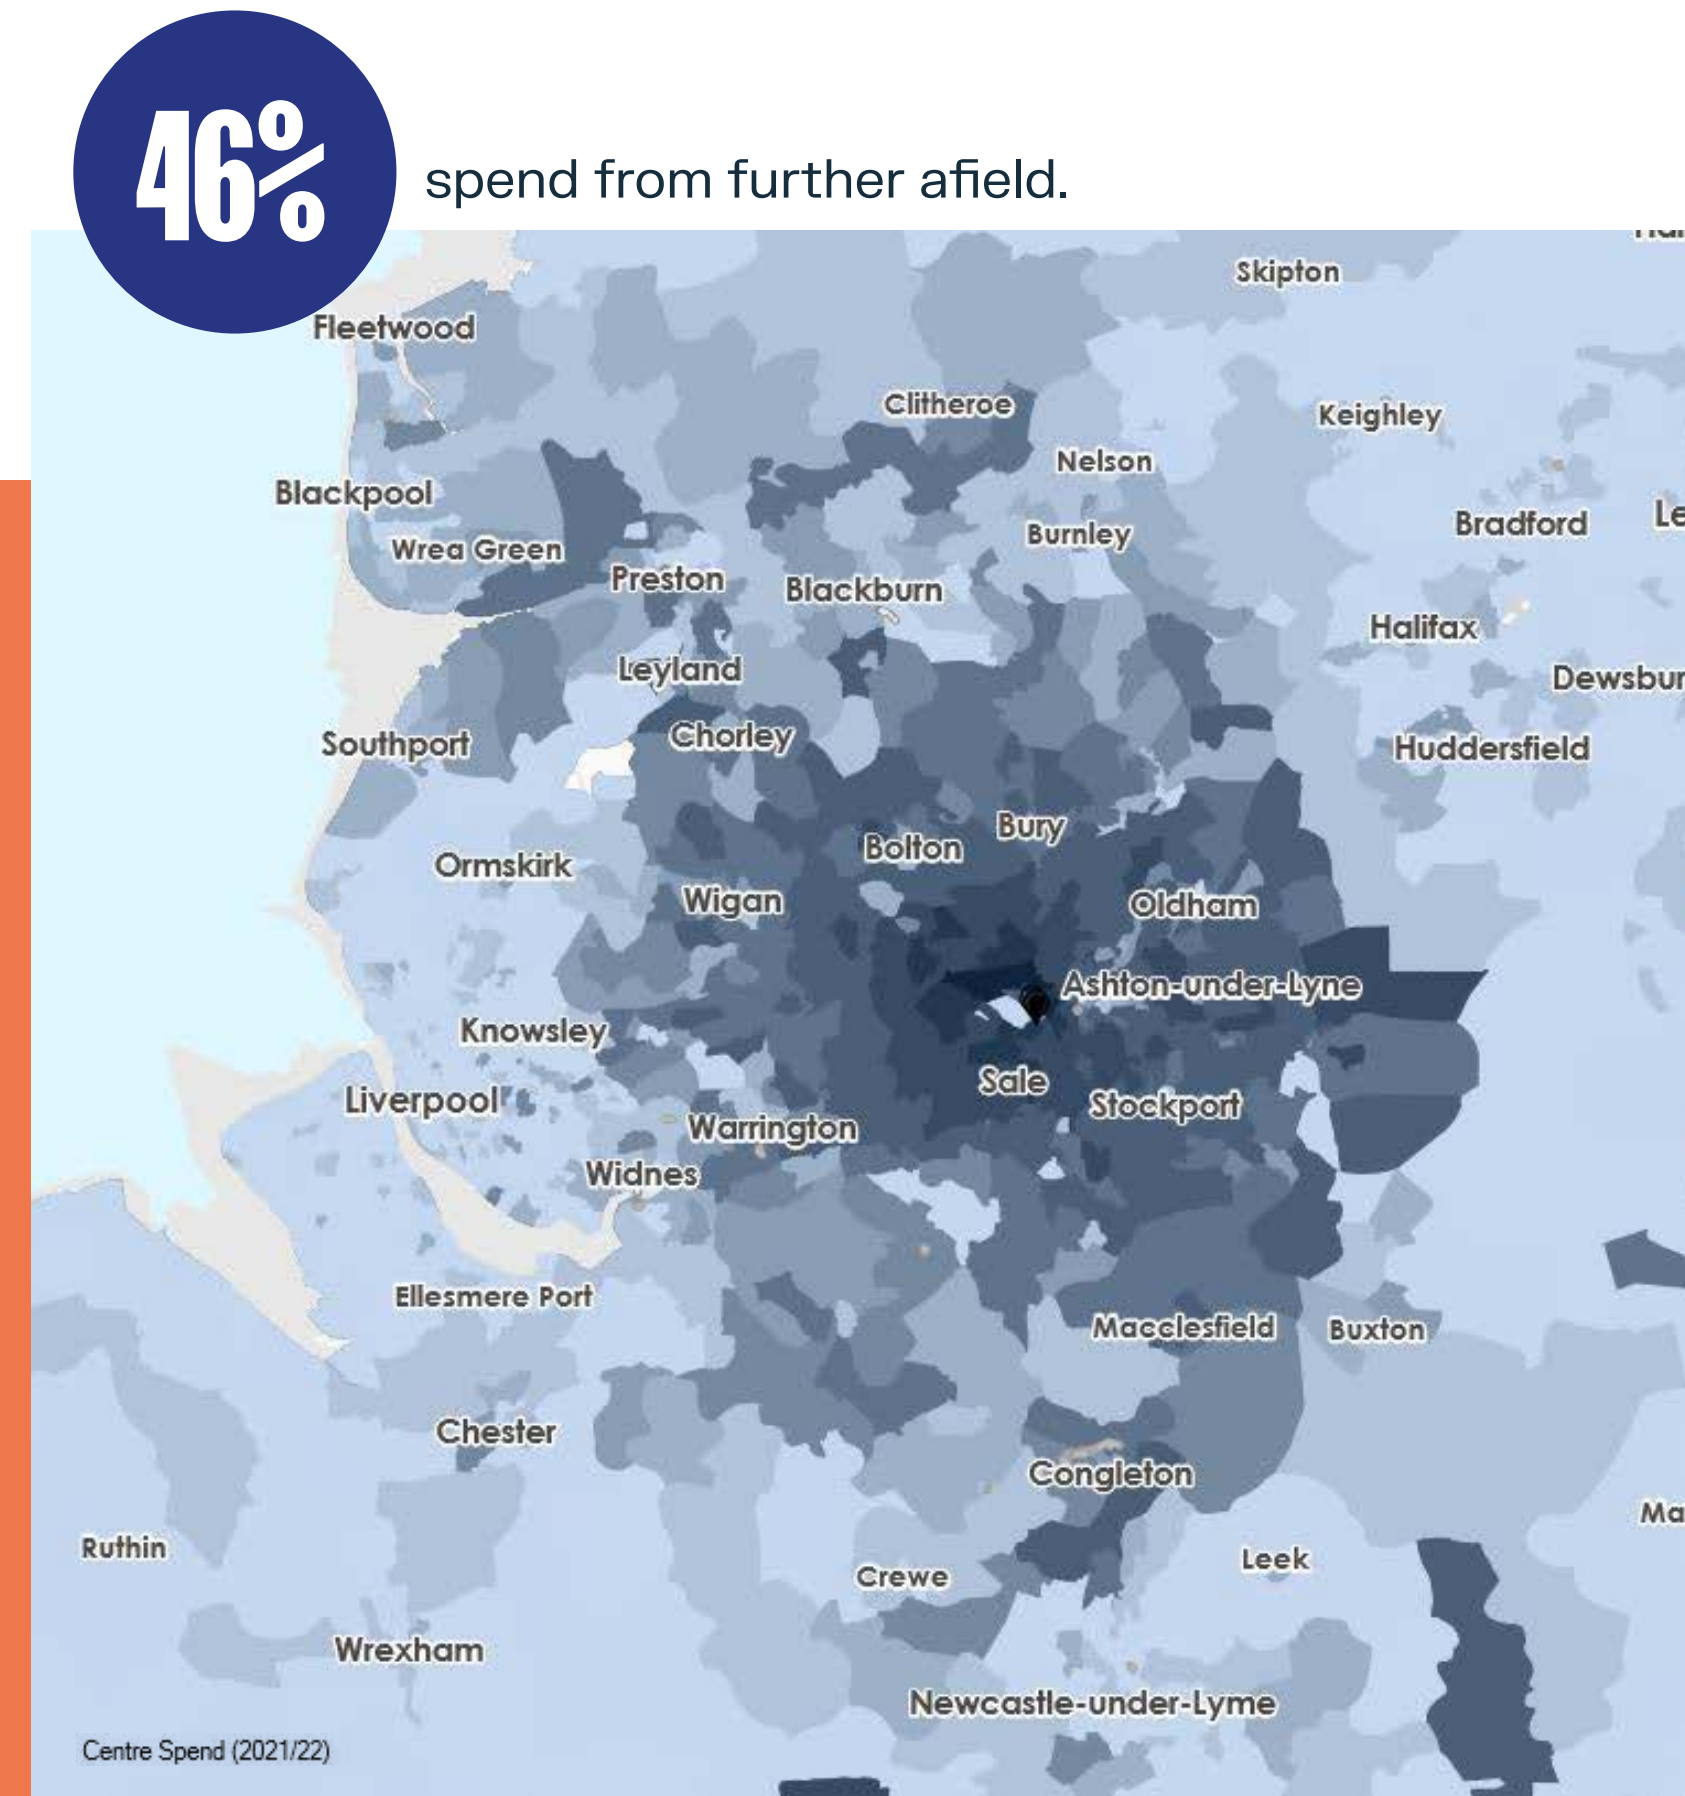 46%
spend from further afield.
Skipton
Fleetwood
Clitheroe
Keighley
Nelson
Blackpool
Bradford
Le
Burnley
Wrea Green
Preston
Blackburn
Halifax
Leyland
Dewsbur
Chorley
Southport
Huddersfield
Bury
Bolton
Ormskirk
Wigan
Oldham
Ashton-under-Lyne
Knowsley
Sale
Liverpool
Stockport
Warrington
Widnes
Ellesmere Port
Macclesfield
Buxton
Chester
Congleton
Ma
Ruthin
Leek
Crewe
Wrexham
Newcastle-under-Lyme
Centre Spend (2021/22)